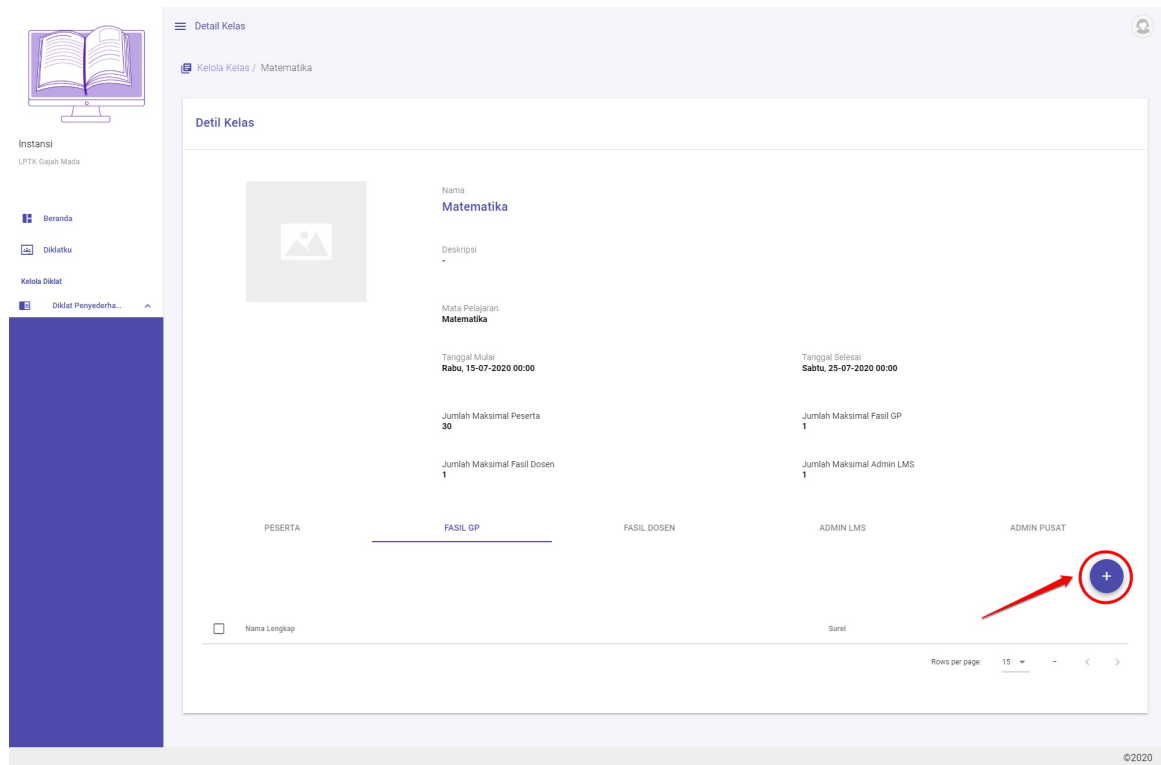 Detail Kelas
Kelola Kelas / Matematika
Instansi
LPTK Gajah Mada
Beranda
Diklatku
Kelola Diklat
Diklat Penyederha...
Detil Kelas
Nama
Matematika
Deskripsi
-
Mata Pelajaran
Matematika
Tanggal Mulai Tanggal Selesai
Rabu, 15-07-2020 00:00 Sabtu, 25-07-2020 00:00
Jumlah Maksimal Peserta Jumlah Maksimal Fasil GP
30 1
Jumlah Maksimal Fasil Dosen Jumlah Maksimal Admin LMS
1 1
PESERTA FASIL GP FASIL DOSEN ADMIN LMS ADMIN PUSAT
+
Nama Lengkap Surel
Rows per page: 15 - < >
©2020